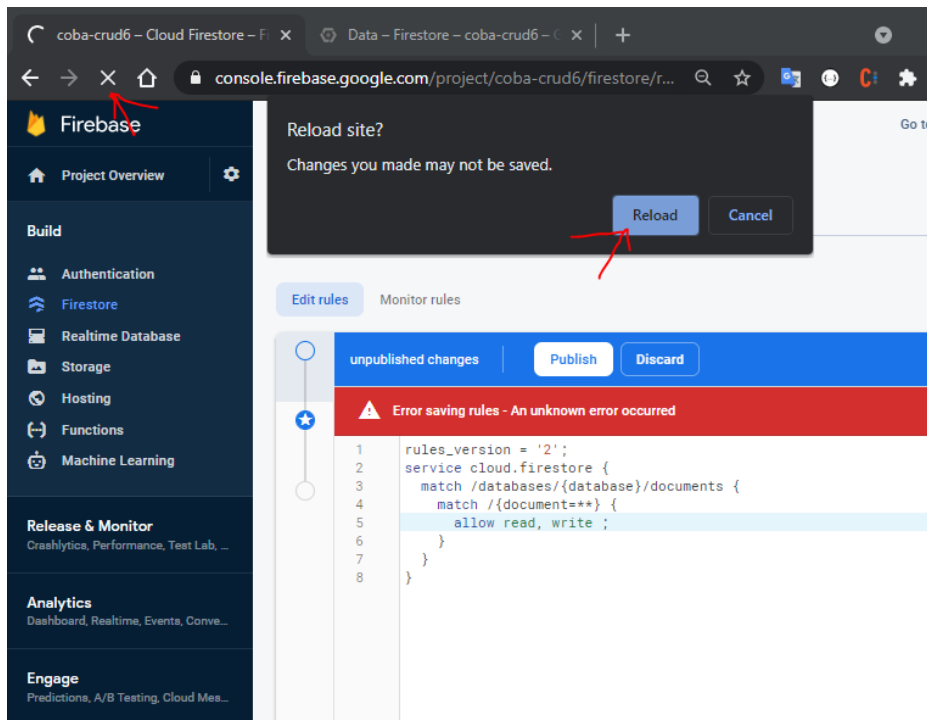 coba-crud6 – Cloud Firestore – Fi
Data – Firestore – coba-crud6 – G
console.firebase.google.com/project/coba-crud6/firestore/r...
Firebase
Go to
Reload site?
Changes you made may not be saved.
Reload
Cancel
Project Overview
Build
Authentication
Firestore
Realtime Database
Storage
Hosting
Functions
Machine Learning
Release & Monitor
Crashlytics, Performance, Test Lab, ...
Analytics
Dashboard, Realtime, Events, Conve...
Engage
Predictions, A/B Testing, Cloud Mes...
Edit rules
Monitor rules
unpublished changes
Publish
Discard
Error saving rules - An unknown error occurred
1 rules_version = '2';
2 service cloud.firestore {
3 match /databases/{database}/documents {
4 match /{document=**} {
5 allow read, write ;
6 }
7 }
8 }